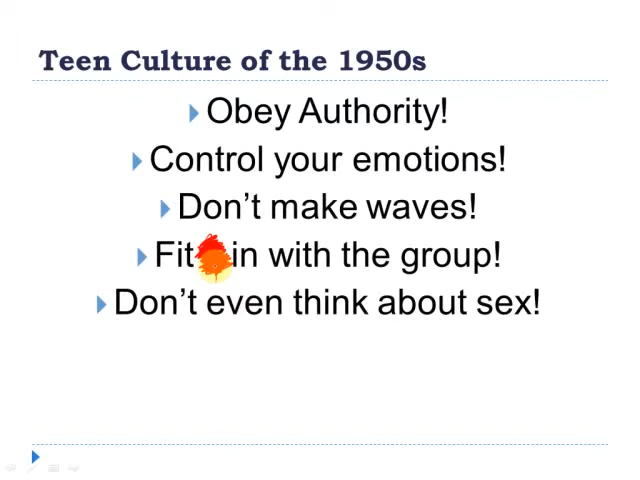 Teen Culture of the 1950s
Obey Authority!
Control your emotions!
Don’t make waves!
Fit in with the group!
Don’t even think about sex!